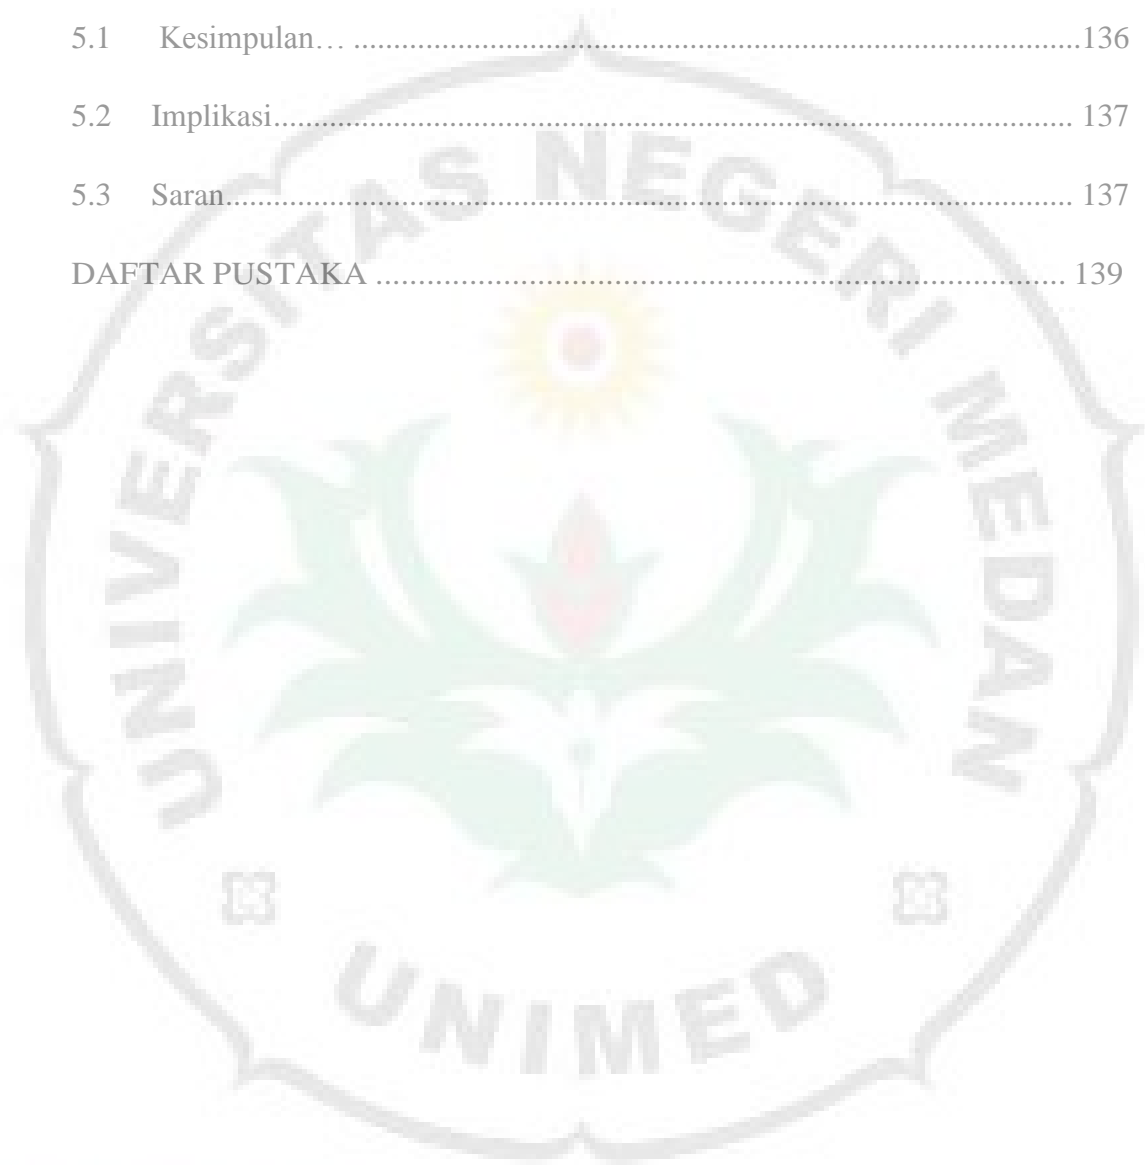 5.1 Kesimpulan… ..........................................................................................136
5.2 Implikasi.................................................................................................... 137
5.3 Saran.......................................................................................................... 137
DAFTAR PUSTAKA ...................................................................................... 139
UNIVERSITAS NEGERI MEDAN
UNIMED